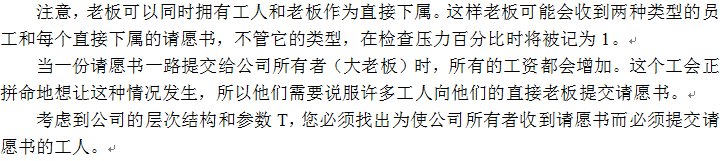 注意，老板可以同时拥有工人和老板作为直接下属。这样老板可能会收到两种类型的员
工和每个直接下属的请愿书，不管它的类型，在检查压力百分比时将被记为 1。
当一份请愿书一路提交给公司所有者（大老板）时，所有的工资都会增加。这个工会正
拼命地想让这种情况发生，所以他们需要说服许多工人向他们的直接老板提交请愿书。
考虑到公司的层次结构和参数 T，您必须找出为使公司所有者收到请愿书而必须提交请
愿书的工人。